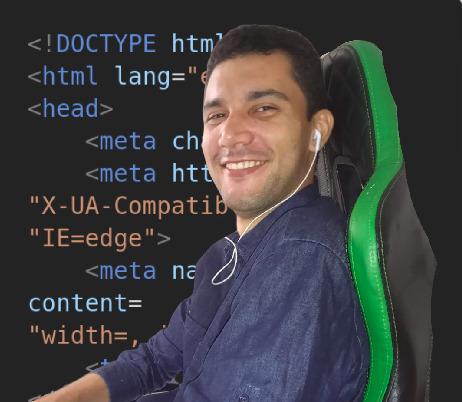 <!DOCTYPE html
<html lang="e
<head>
<meta ch
<meta htt
"X-UA-Compatib
"IE=edge">
<meta na
content=
"width=,